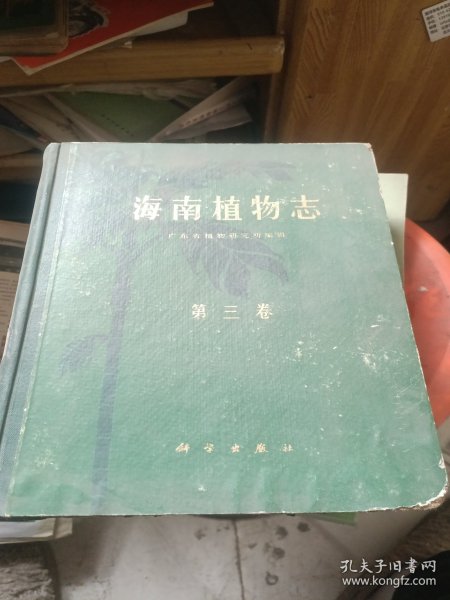 海南植物志
广东省植物研究所编辑
第三卷
科学出版社
孔夫子旧书网
www.kongfz.com